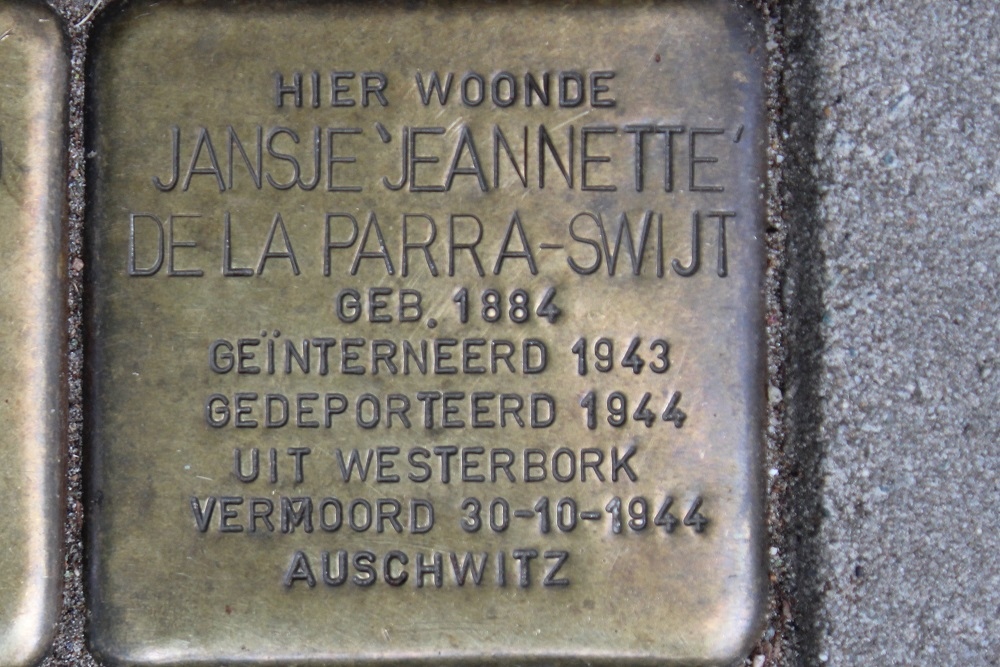 HIER WOONDE
JANSJE 'JEANNETTE'
DE LA PARRA-SWIJT
GEB. 1884
GEÏNTERNEERD 1943
GEDEPORTEERD 1944
UIT WESTERBORK
VERMOORD 30-10-1944
AUSCHWITZ